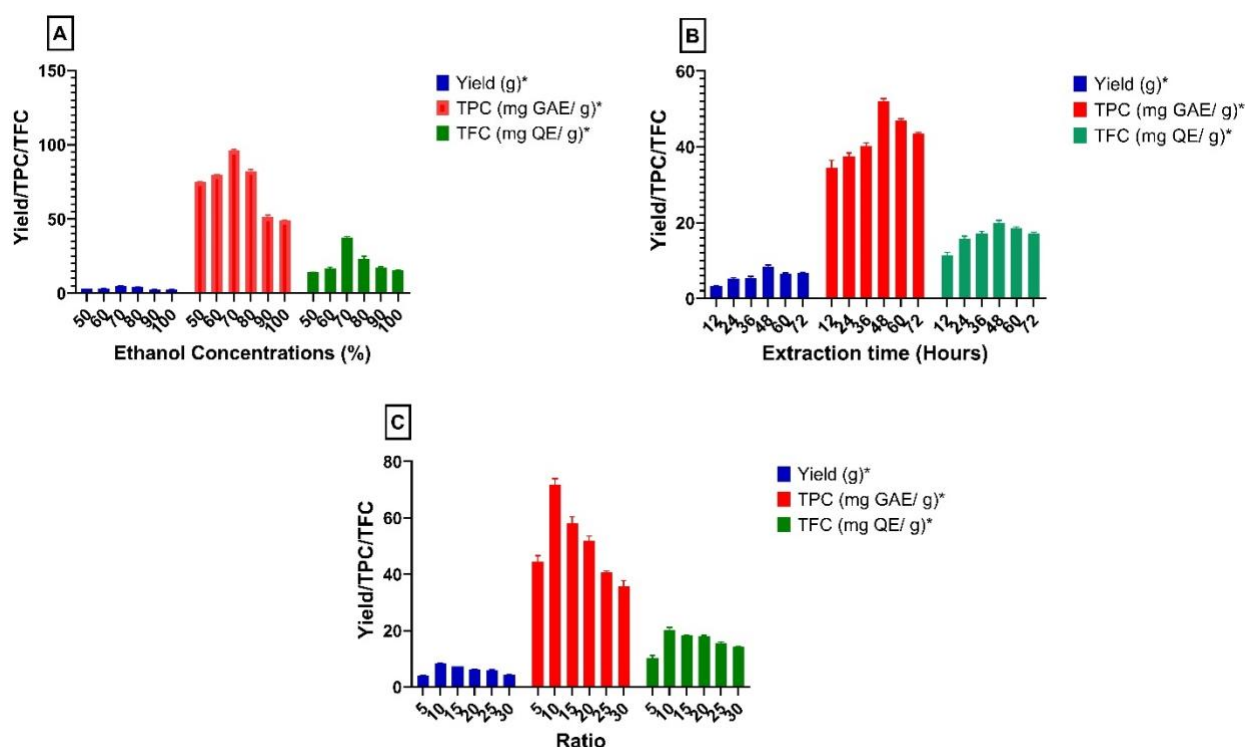 A
150
100
50
0
Yield/TPC/TFC
50 60 70 80 90 100 50 60 70 80 90 100 50 60 70 80 90 100
Ethanol Concentrations (%)
Yield (g)*
TPC (mg GAE/ g)*
TFC (mg QE/ g)*
B
60
40
20
0
Yield/TPC/TFC
12 24 36 48 60 72 12 24 36 48 60 72 12 24 36 48 60 72
Extraction time (Hours)
Yield (g)*
TPC (mg GAE/ g)*
TFC (mg QE/ g)*
C
80
60
40
20
0
Yield/TPC/TFC
5 10 15 20 25 30 5 10 15 20 25 30 5 10 15 20 25 30
Ratio
Yield (g)*
TPC (mg GAE/ g)*
TFC (mg QE/ g)*